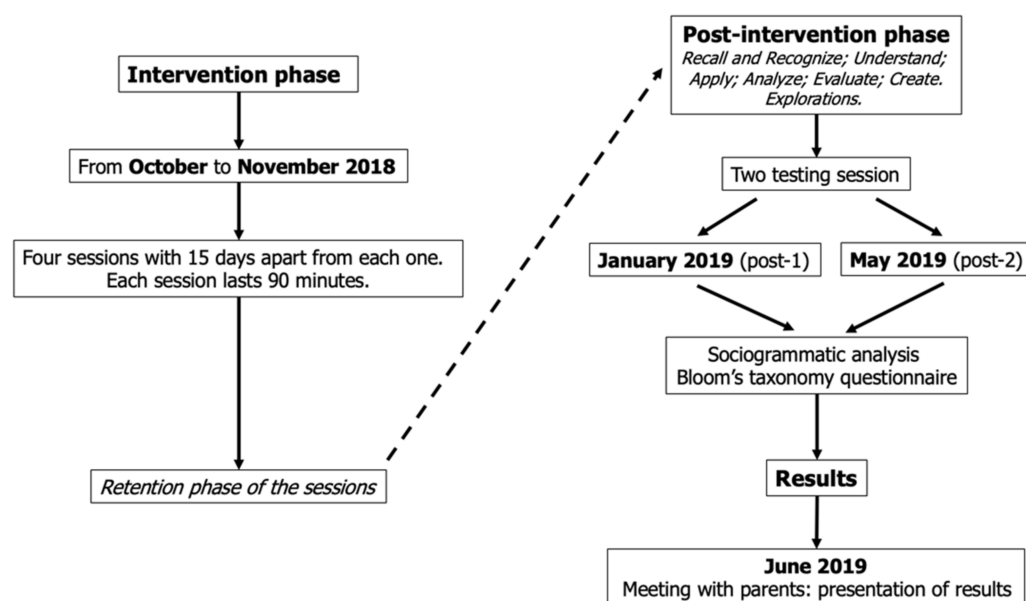 Intervention phase
From October to November 2018
Four sessions with 15 days apart from each one.
Each session lasts 90 minutes.
Retention phase of the sessions
Post-intervention phase
Recall and Recognize; Understand;
Apply; Analyze; Evaluate; Create.
Explorations.
Two testing session
January 2019 (post-1)
May 2019 (post-2)
Sociogrammatic analysis
Bloom's taxonomy questionnaire
Results
June 2019
Meeting with parents: presentation of results